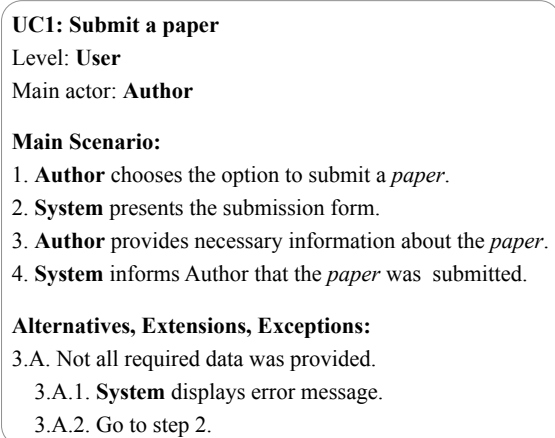 UC1: Submit a paper
Level: User
Main actor: Author
Main Scenario:
1. Author chooses the option to submit a paper.
2. System presents the submission form.
3. Author provides necessary information about the paper.
4. System informs Author that the paper was  submitted.
Alternatives, Extensions, Exceptions:
3.A. Not all required data was provided.
3.A.1. System displays error message.
3.A.2. Go to step 2.